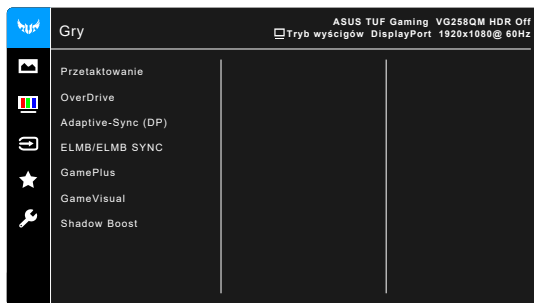 Gry
ASUS TUF Gaming VG258QM HDR Off
Tryb wyścigów DisplayPort 1920x1080@ 60Hz
Przetaktowanie
OverDrive
Adaptive-Sync (DP)
ELMB/ELMB SYNC
GamePlus
GameVisual
Shadow Boost